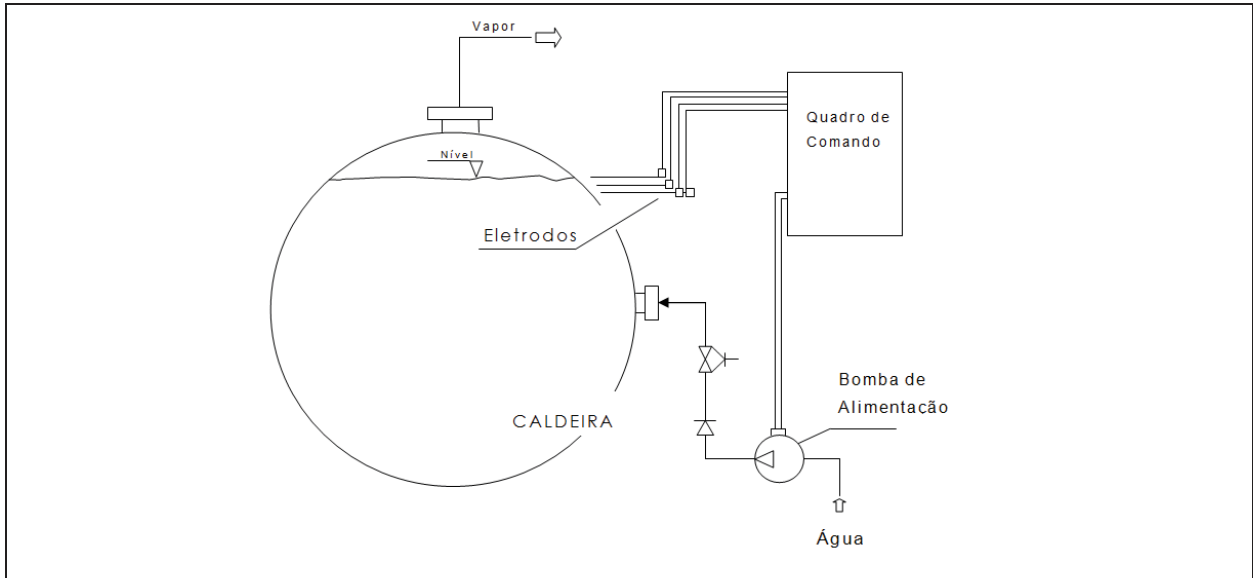 Vapor
Nível
Quadro de
Comando
Eletrodos
Bomba de
Alimentação
CALDEIRA
Água